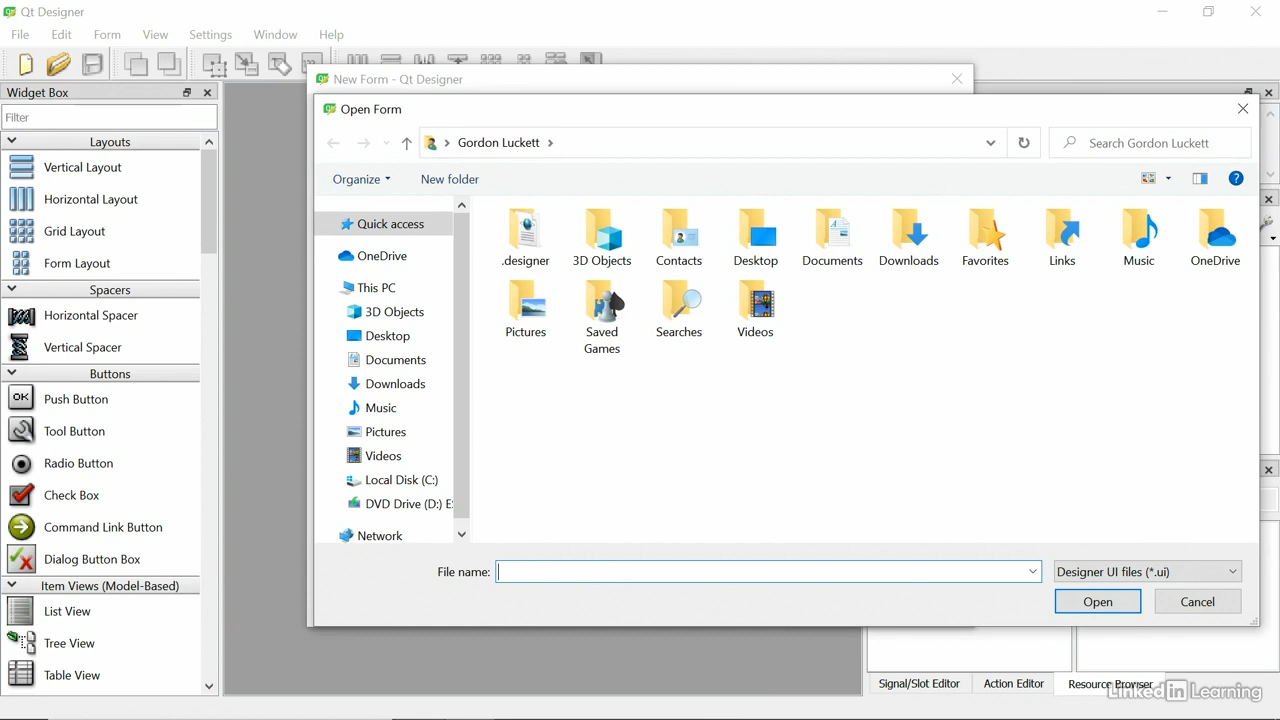 Qt Designer
File Edit Form View Settings Window Help
Widget Box
Filter
Layouts
Vertical Layout
Horizontal Layout
Grid Layout
Form Layout
Spacers
Horizontal Spacer
Vertical Spacer
Buttons
OK Push Button
Tool Button
Radio Button
Check Box
Command Link Button
Dialog Button Box
Item Views (Model-Based)
List View
Tree View
Table View
New Form - Qt Designer
Open Form
Gordon Luckett
Search Gordon Luckett
Organize New folder
Quick access
OneDrive
This PC
3D Objects
Desktop
Documents
Downloads
Music
Pictures
Videos
Local Disk (C:)
DVD Drive (D:) E
Network
.designer 3D Objects Contacts Desktop Documents Downloads Favorites Links Music OneDrive
Pictures Saved Games Searches Videos
File name: Designer UI files (*.ui)
Open Cancel
Signal/Slot Editor Action Editor Resource Browser
Linked in Learning